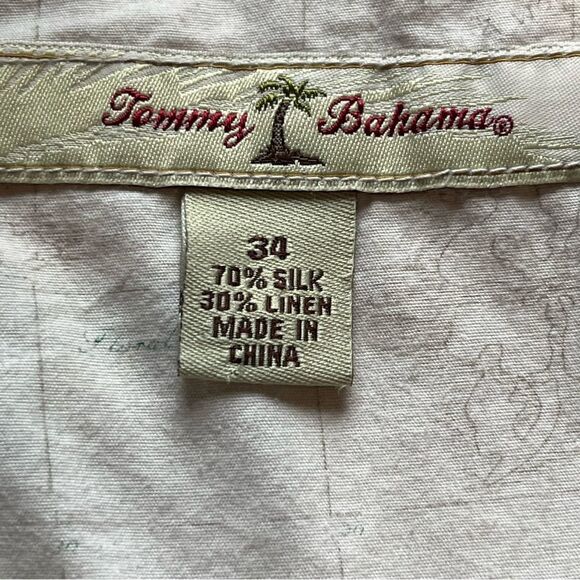 Tommy Bahama®
34
70% SILK
30% LINEN
MADE IN
CHINA